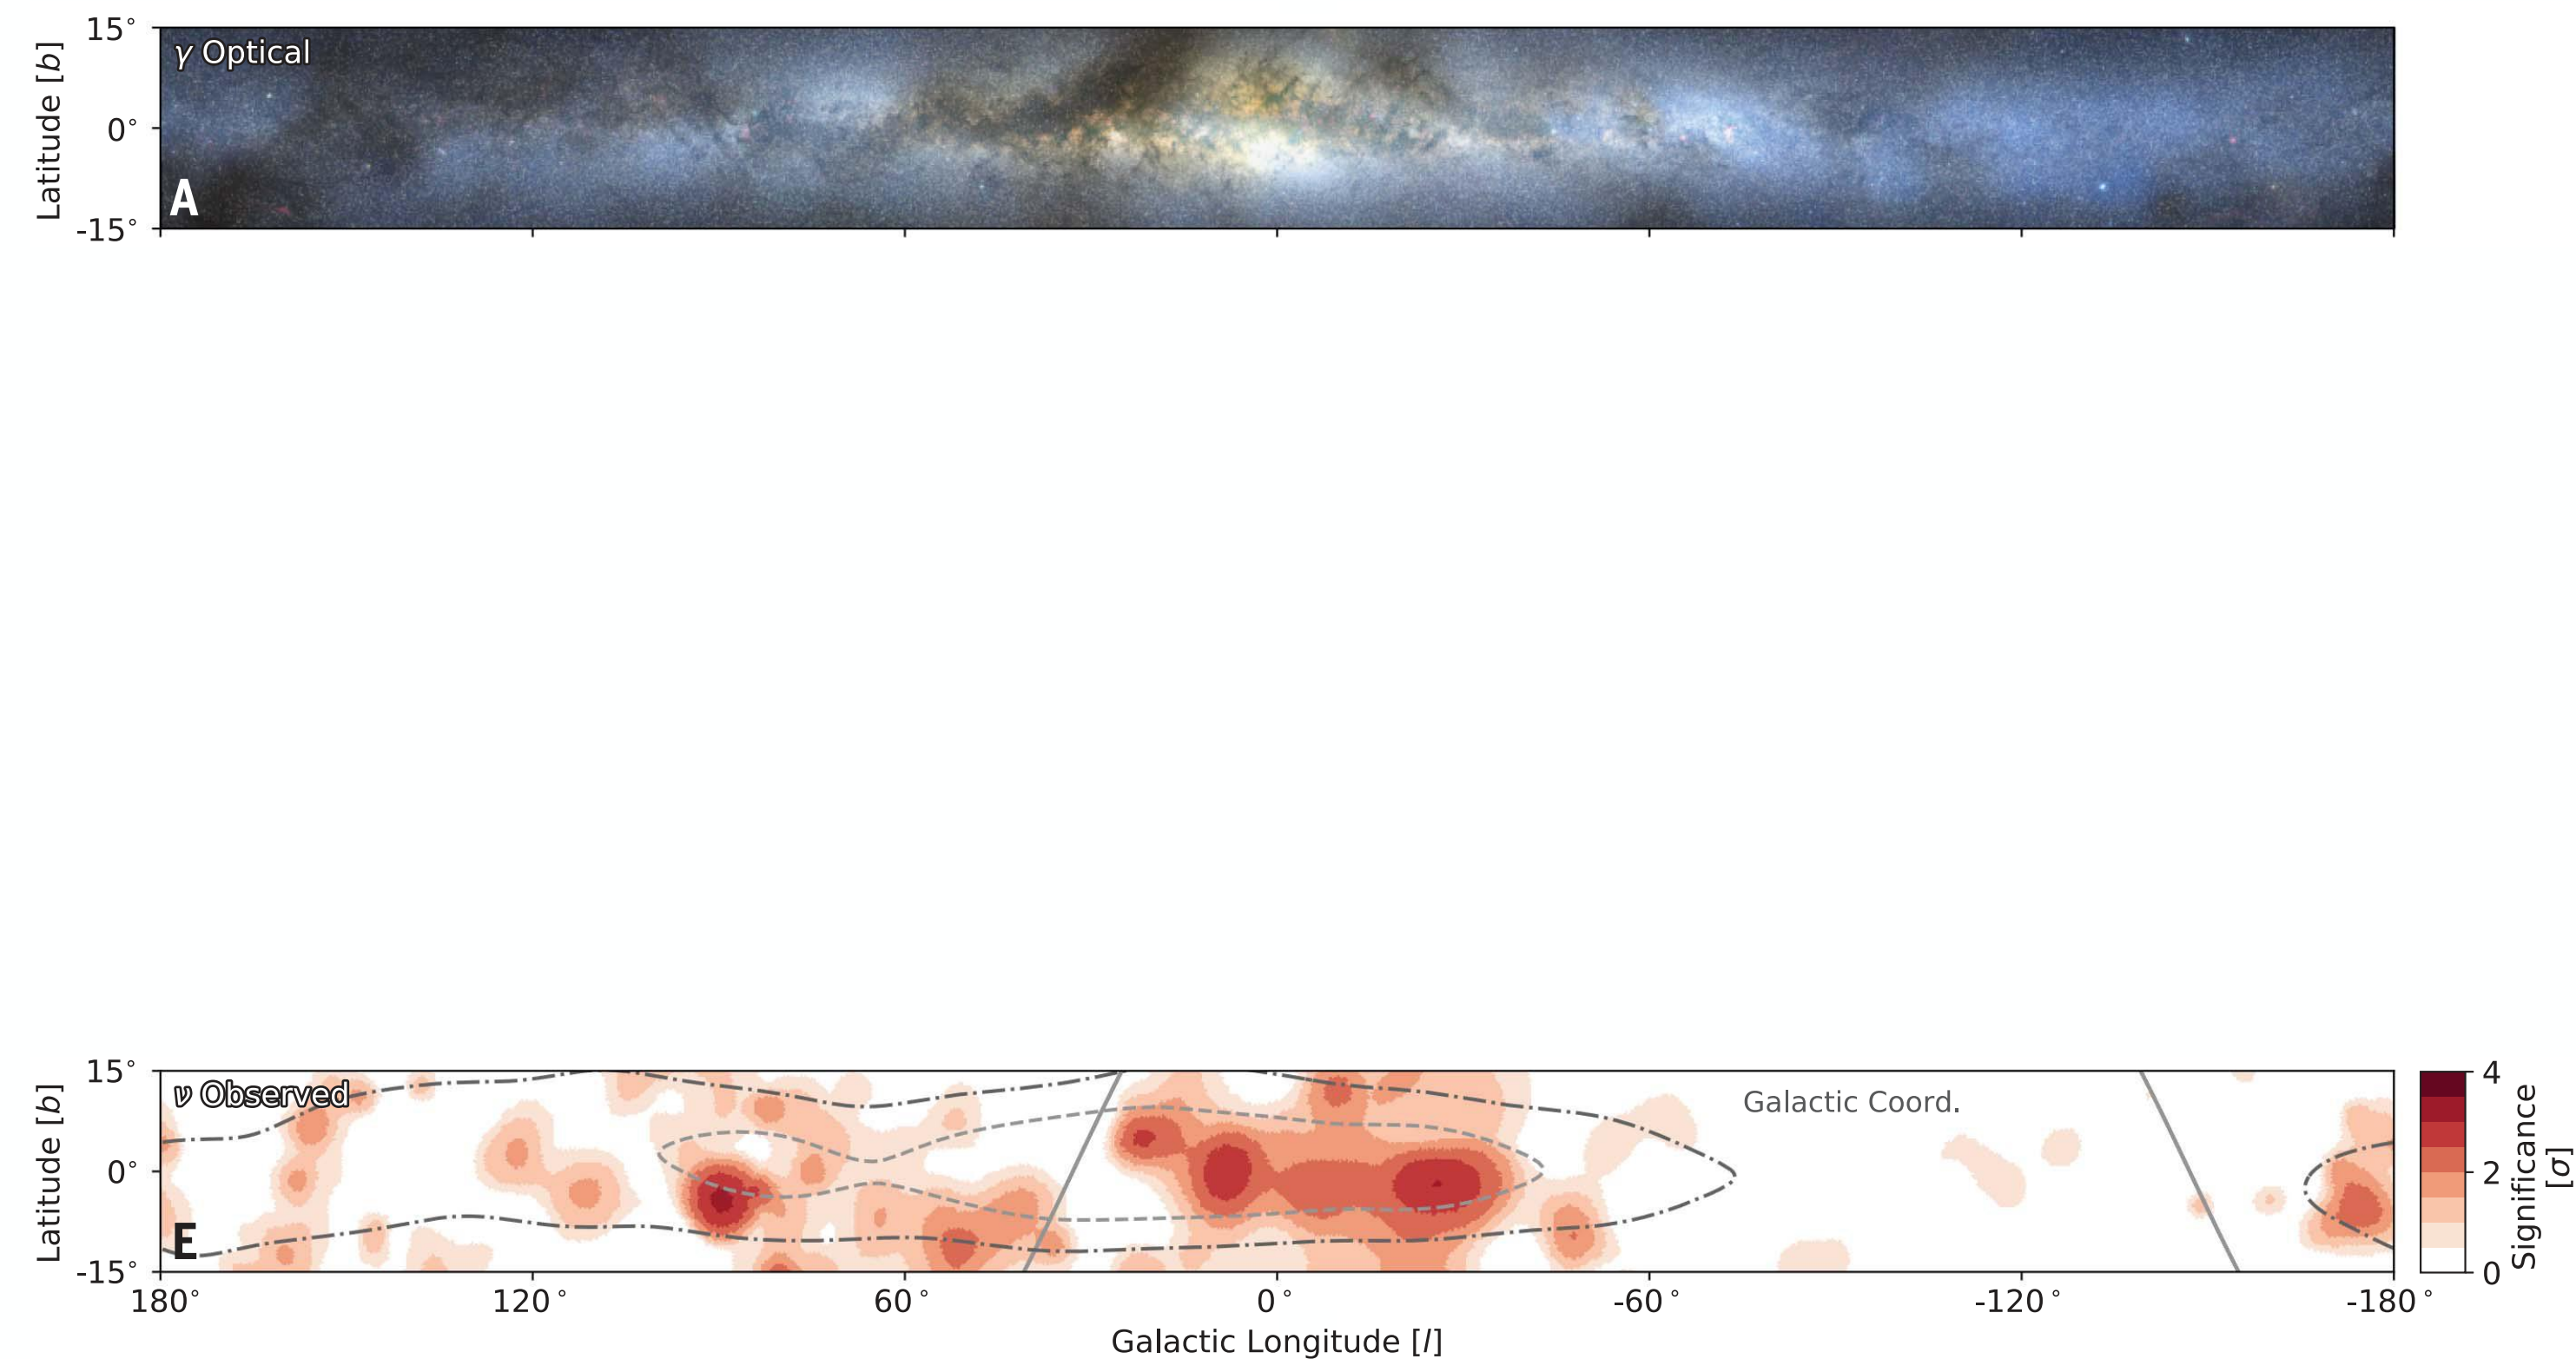 15°
γ Optical
Latitude [b]
0°
A
-15°
15°
ν Observed
Galactic Coord.
4
Latitude [b]
0°
2
Significance
[σ]
E
-15°
0
180°
120°
60°
0°
-60°
-120°
-180°
Galactic Longitude [l]